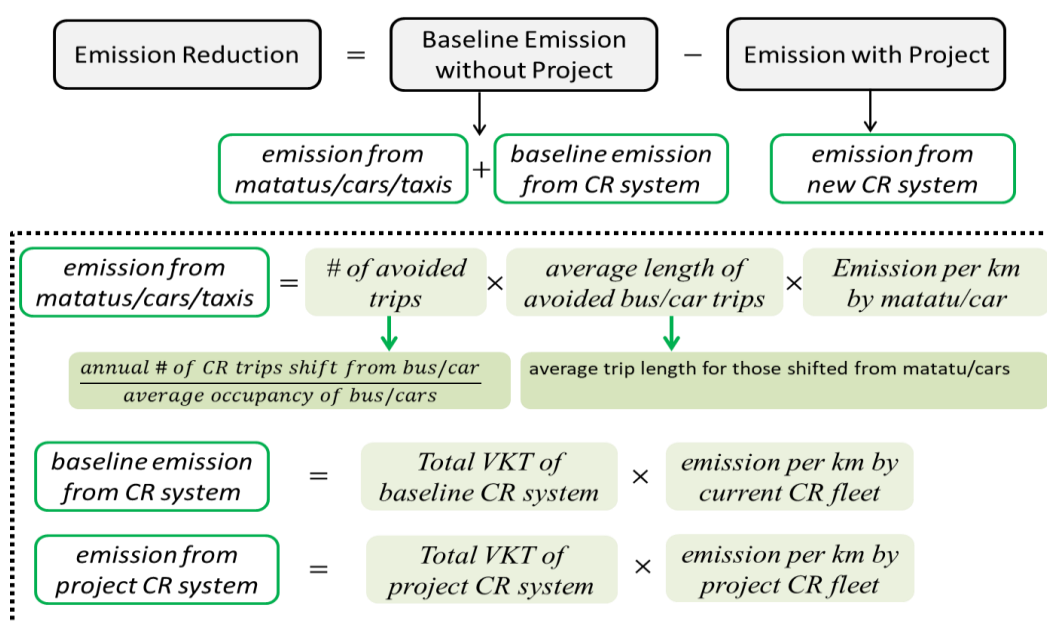 Emission Reduction = Baseline Emission without Project − Emission with Project
emission from matatus/cars/taxis + baseline emission from CR system
emission from new CR system
emission from matatus/cars/taxis = # of avoided trips × average length of avoided bus/car trips × Emission per km by matatu/car
annual # of CR trips shift from bus/car
average occupancy of bus/cars
average trip length for those shifted from matatu/cars
baseline emission from CR system = Total VKT of baseline CR system × emission per km by current CR fleet
emission from project CR system = Total VKT of project CR system × emission per km by project CR fleet